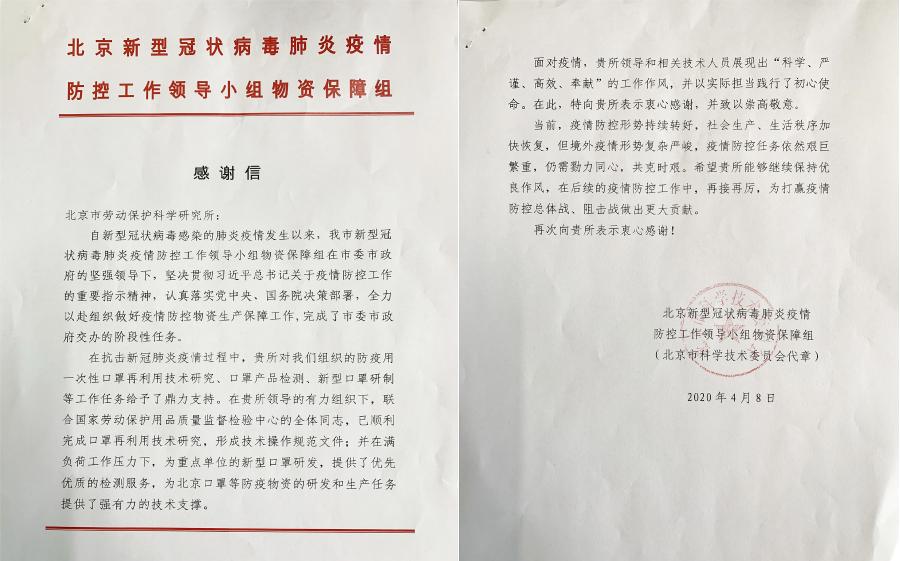 北京新型冠状病毒肺炎疫情
防控工作领导小组物资保障组
感谢信
北京市劳动保护科学研究所：
自新型冠状病毒感染的肺炎疫情发生以来，我市新型冠
状病毒肺炎疫情防控工作领导小组物资保障组在市委市政
府的坚强领导下，坚决贯彻习近平总书记关于疫情防控工作
的重要指示精神，认真落实党中央、国务院决策部署，全力
以赴组织做好疫情防控物资生产保障工作,完成了市委市政
府交办的阶段性任务。
在抗击新冠肺炎疫情过程中，贵所对我们组织的防疫用
一次性口罩再利用技术研究、口罩产品检测、新型口罩研制
等工作任务给予了鼎力支持。在贵所领导的有力组织下，联
合国家劳动保护用品质量监督检验中心的全体同志，已顺利
完成口罩再利用技术研究，形成技术操作规范文件；并在满
负荷工作压力下，为重点单位的新型口罩研发，提供了优先
优质的检测服务，为北京口罩等防疫物资的研发和生产任务
提供了强有力的技术支撑。
面对疫情，贵所领导和相关技术人员展现出“科学、严
谨、高效、奉献”的工作作风，并以实际担当践行了初心使
命。在此，特向贵所表示衷心感谢，并致以崇高敬意。
当前，疫情防控形势持续转好，社会生产、生活秩序加
快恢复，但境外疫情形势复杂严峻，疫情防控任务依然艰巨
繁重，仍需勠力同心，共克时艰。希望贵所能够继续保持优
良作风，在后续的疫情防控工作中，再接再厉，为打赢疫情
防控总体战、阻击战做出更大贡献。
再次向贵所表示衷心感谢！
北京新型冠状病毒肺炎疫情
防控工作领导小组物资保障组
（北京市科学技术委员会代章）
2020年4月8日